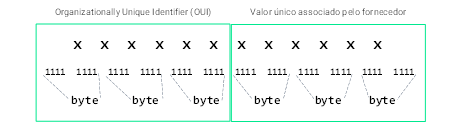 Organizationally Unique Identifier (OUI) Valor único associado pelo fornecedor
X X X X X X X X X X X X
1111 1111 1111 1111 1111 1111 1111 1111 1111 1111 1111 1111 1111
byte byte byte byte byte byte